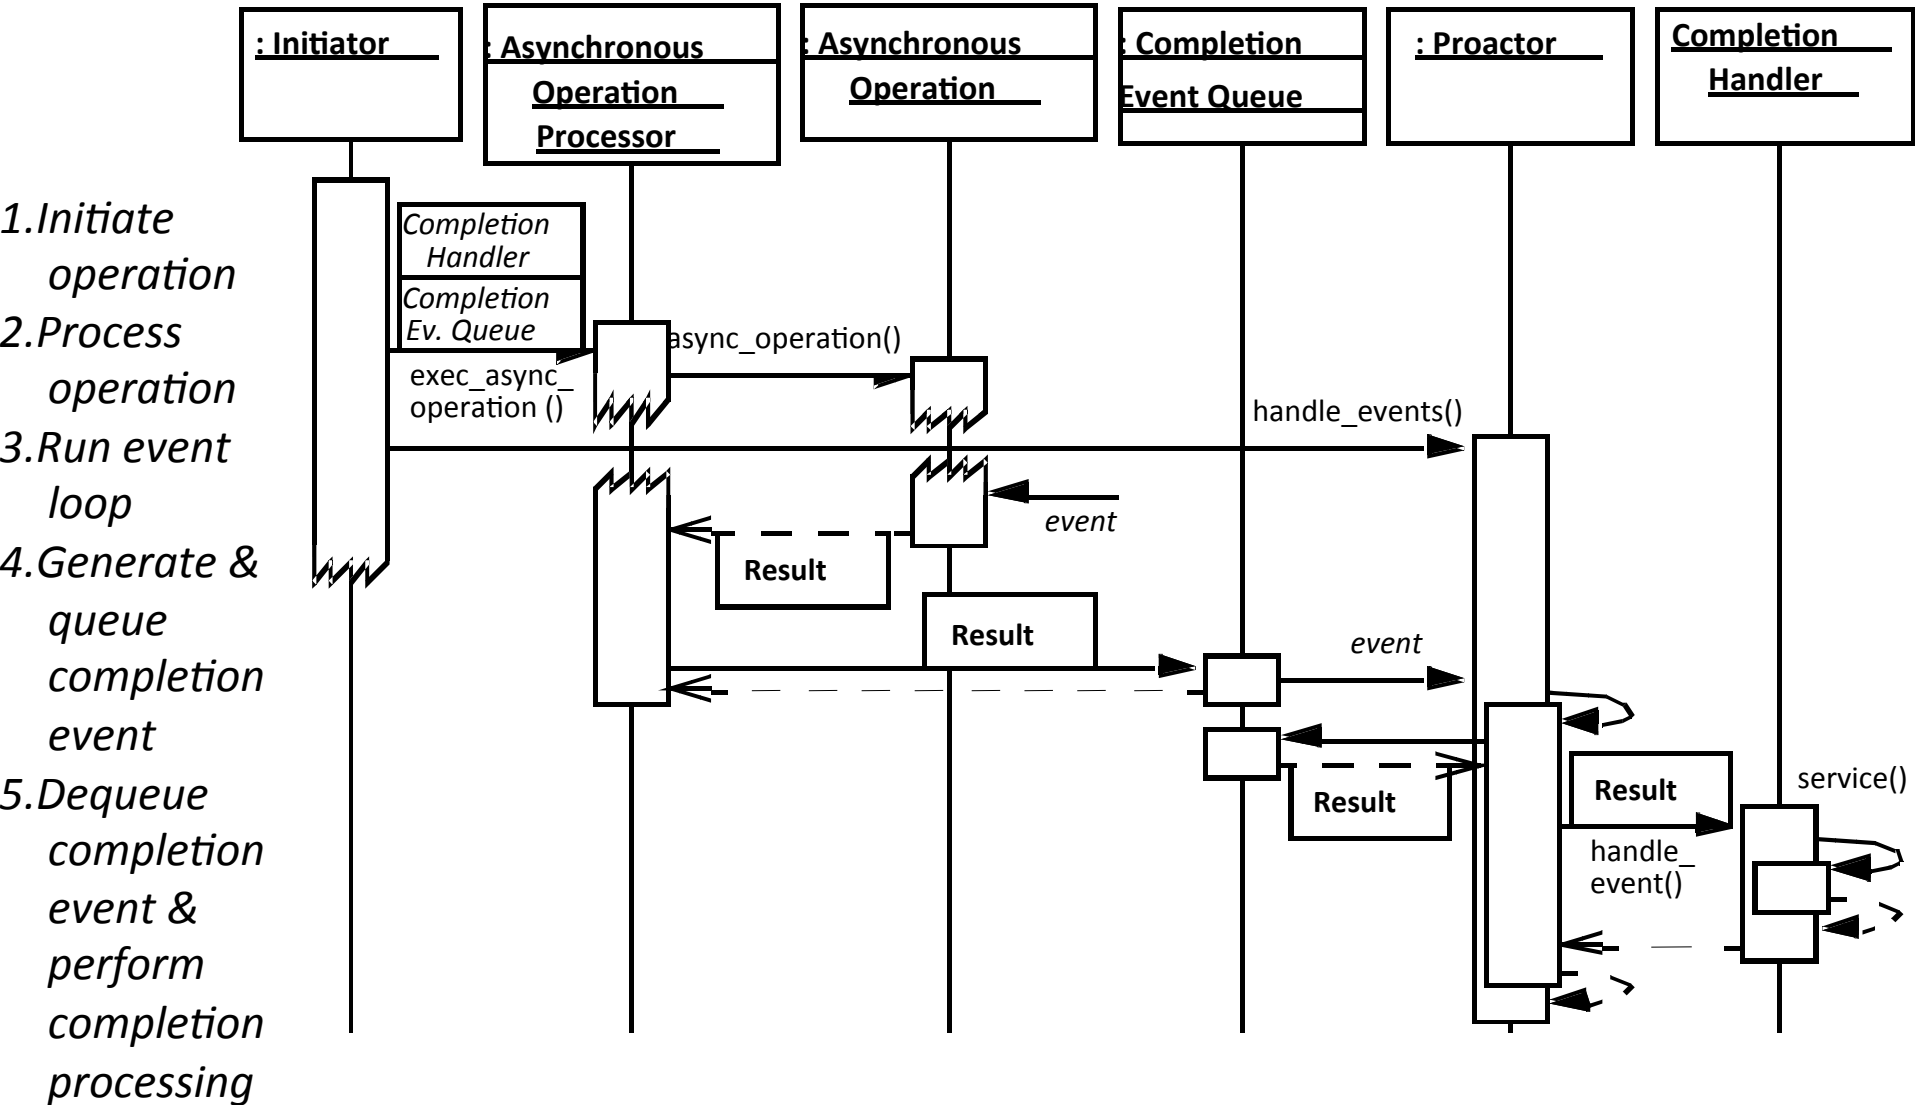 : Initiator
: Asynchronous
Operation
Processor
: Asynchronous
Operation
: Completion
Event Queue
: Proactor
Completion
Handler
1.Initiate
operation
2.Process
operation
3.Run event
loop
4.Generate &
queue
completion
event
5.Dequeue
completion
event &
perform
completion
processing
Completion
Handler
Completion
Ev. Queue
exec_async_
operation ()
async_operation()
handle_events()
event
Result
Result
event
Result
Result
service()
handle_
event()